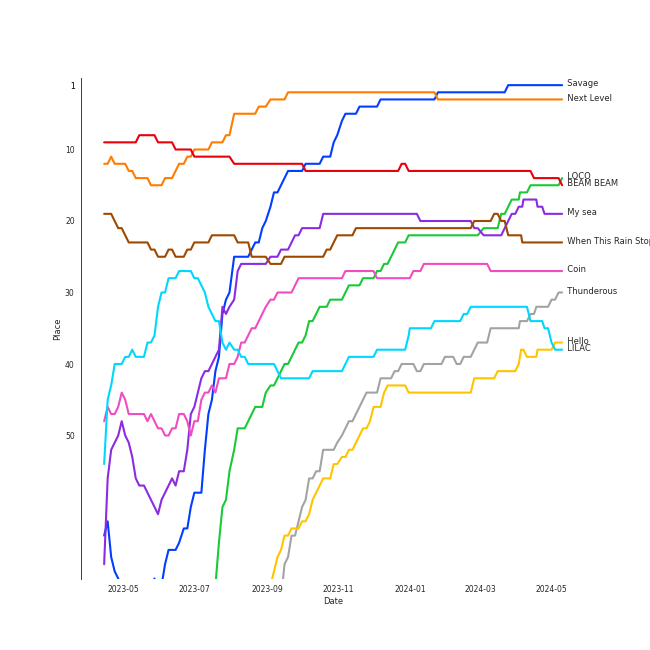 Savage
1
Next Level
10
LOCO
BEAM BEAM
My sea
20
When This Rain Stop
Coin
30
Thunderous
Place
Hello
LILAC
40
50
2023-05 2023-07 2023-09 2023-11 2024-01 2024-03 2024-05
Date